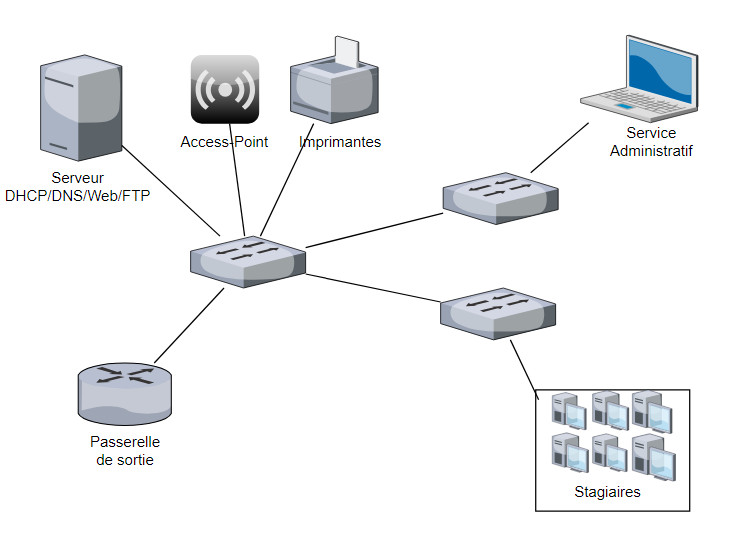 Access-Point
Imprimantes
Service
Administratif
Serveur
DHCP/DNS/Web/FTP
Passerelle
de sortie
Stagiaires